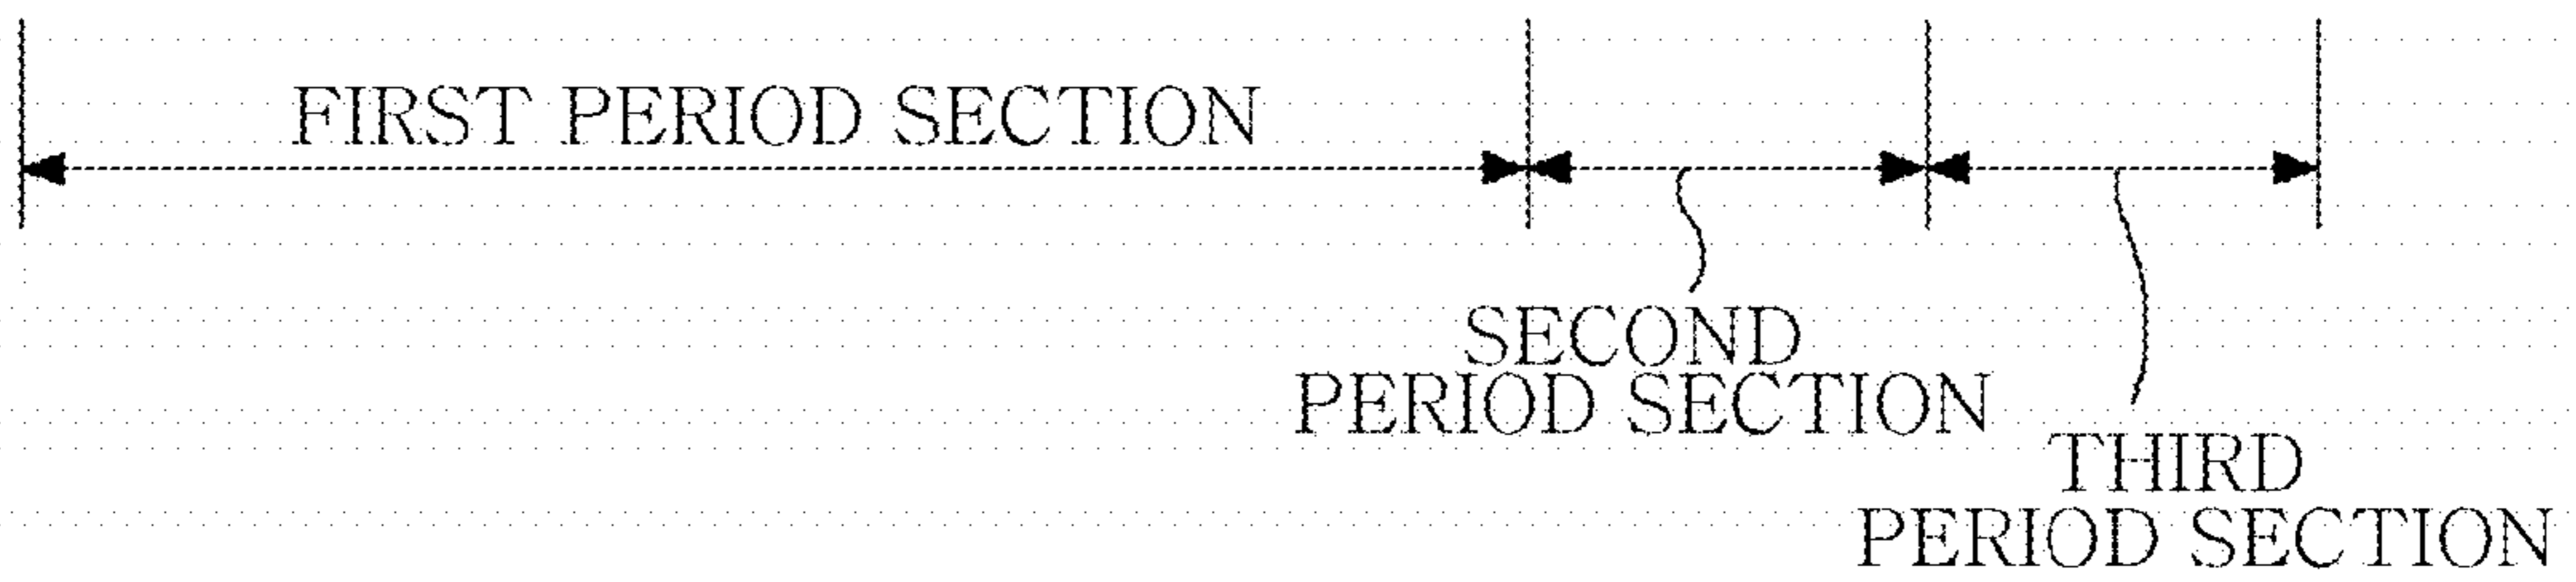 FIRST PERIOD SECTION
SECOND
PERIOD SECTION
THIRD
PERIOD SECTION